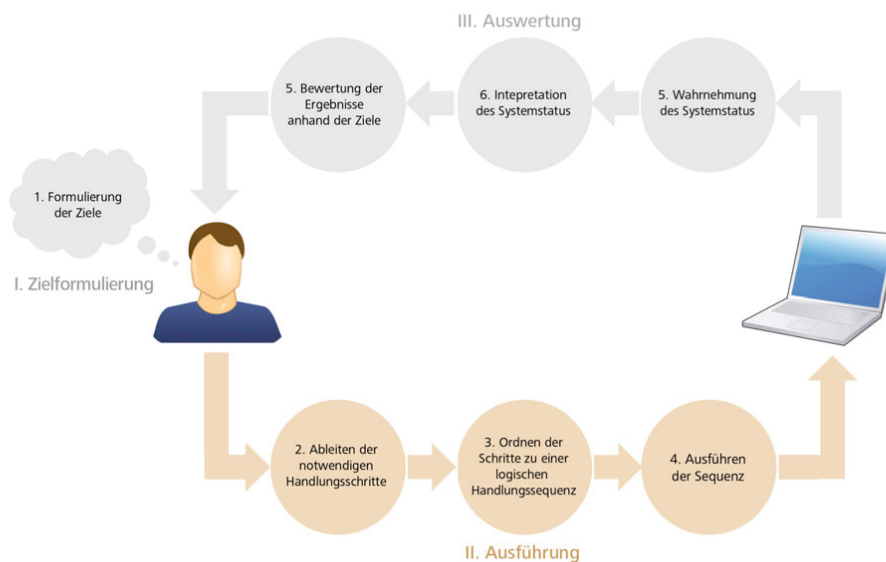 III. Auswertung
5. Bewertung der
Ergebnisse
anhand der Ziele
6. Intepretation
des Systemstatus
5. Wahrnehmung
des Systemstatus
1. Formulierung
der Ziele
I. Zielformulierung
2. Ableiten der
notwendigen
Handlungsschritte
3. Ordnen der
Schritte zu einer
logischen
Handlungssequenz
4. Ausführen
der Sequenz
II. Ausführung